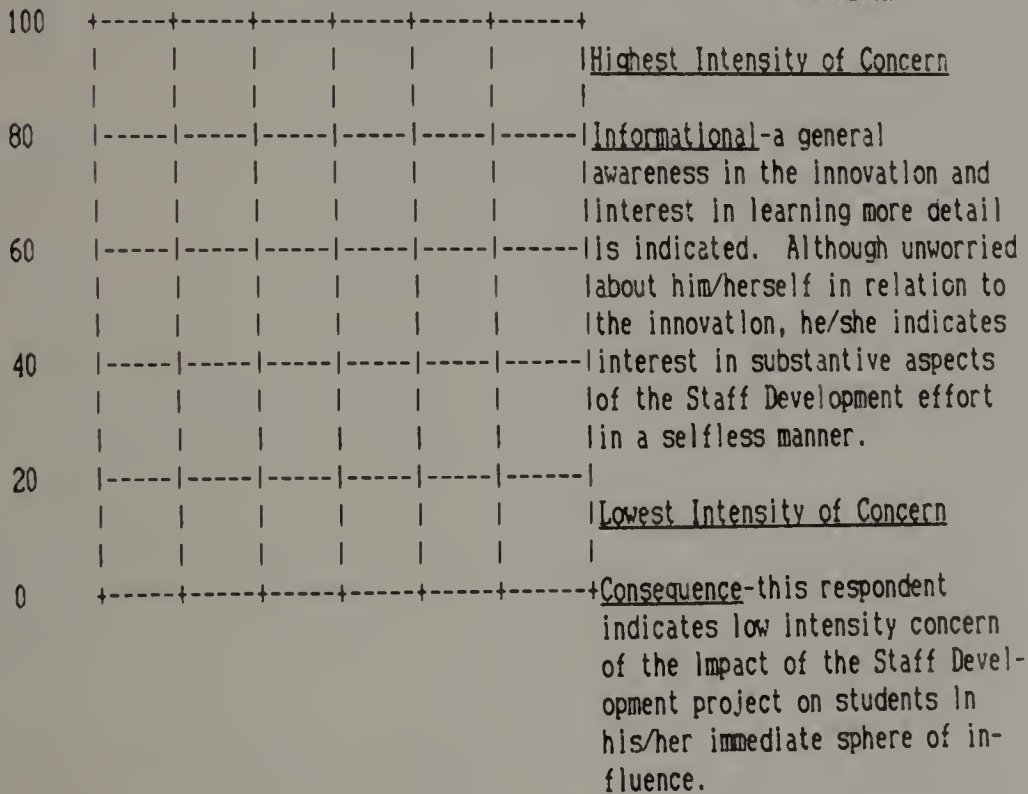 100 +-----+-----+-----+-----+-----+-----+
Highest Intensity of Concern
80 |-----|-----|-----|-----|-----|------| Informational-a general
awareness in the innovation and
interest in learning more detail
60 |-----|-----|-----|-----|-----|------| is indicated. Although unworried
about him/herself in relation to
the innovation, he/she indicates
40 |-----|-----|-----|-----|-----|------| interest in substantive aspects
of the Staff Development effort
in a selfless manner.
20 |-----|-----|-----|-----|-----|------|
Lowest Intensity of Concern
0 +-----+-----+-----+-----+-----+------+ Consequence-this respondent
indicates low intensity concern
of the impact of the Staff Devel-
opment project on students in
his/her immediate sphere of in-
fluence.